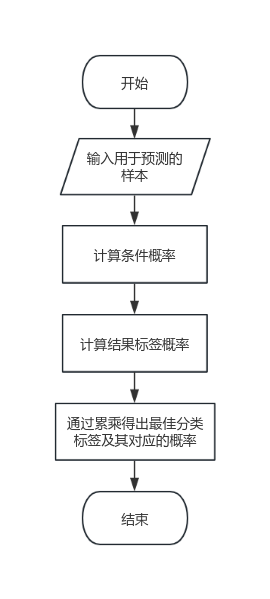 开始
输入用于预测的
样本
计算条件概率
计算结果标签概率
通过累乘得出最佳分类
标签及其对应的概率
结束